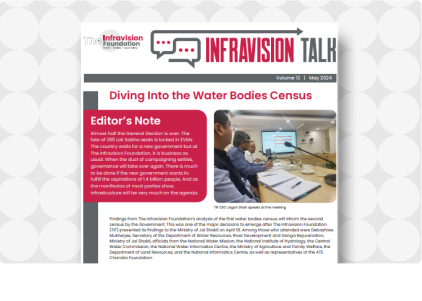 The Infravision
Foundation
INFRAVISION TALK
Volume 12 | May 2024
Diving Into the Water Bodies Census
Editor's Note
Almost half the General Election is over. The
fate of 285 Lok Sabha seats is locked in EVMs.
The country waits for a new government but at
The Infravision Foundation, it is business as
usual. When the dust of campaigning settles,
governance will take over again. There is much
to be done if the new government wants to
fulfil the aspirations of 1.4 billion people. And as
the manifestos of most parties show,
infrastructure will be very much on the agenda.
TIF CEO Jagan Shah speaks at the meeting
Findings from The Infravision Foundation's analysis of the first water bodies census will inform the second
census by the Government. This was one of the major decisions to emerge after The Infravision Foundation
(TIF) presented its findings to the Ministry of Jal Shakti on April 18. Among those who attended were Debashree
Mukherjee, Secretary of the Department of Water Resources, River Development and Ganga Rejuvenation,
Ministry of Jal Shakti, officials from the National Water Mission, the National Institute of Hydrology, the Central
Water Commission, the National Water Informatics Centre, the Ministry of Agriculture and Family Welfare, the
Department of Land Resources, and the National Informatics Centre, as well as representatives of the ATE
Chandra Foundation.